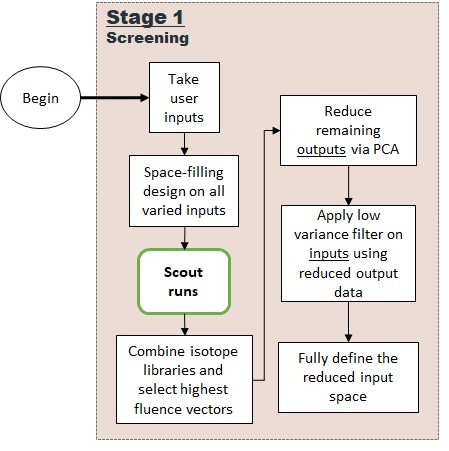 Stage 1
Screening
Begin
Take
user
inputs
Space-filling
design on all
varied inputs
Scout
runs
Combine isotope
libraries and
select highest
fluence vectors
Reduce
remaining
outputs via PCA
Apply low
variance filter on
inputs using
reduced output
data
Fully define the
reduced input
space